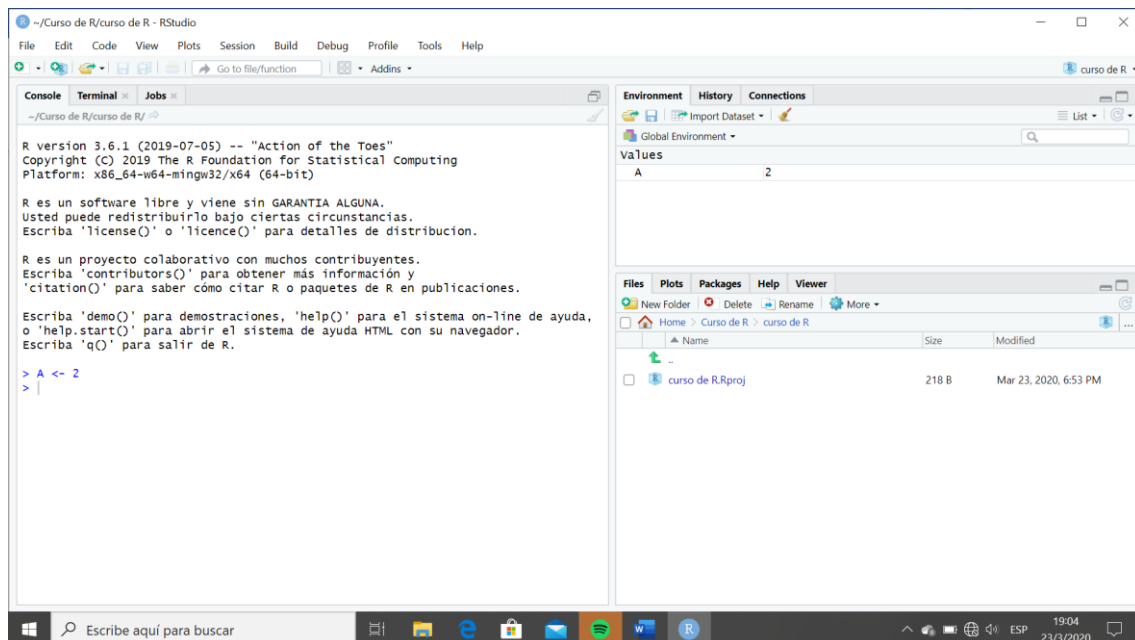 ~/Curso de R/curso de R - RStudio
File Edit Code View Plots Session Build Debug Profile Tools Help
Go to file/function Addins
curso de R
Console Terminal Jobs
~/Curso de R/curso de R/
R version 3.6.1 (2019-07-05) -- "Action of the Toes"
Copyright (C) 2019 The R Foundation for Statistical Computing
Platform: x86_64-w64-mingw32/x64 (64-bit)
R es un software libre y viene sin GARANTIA ALGUNA.
Usted puede redistribuirlo bajo ciertas circunstancias.
Escriba 'license()' o 'licence()' para detalles de distribucion.
R es un proyecto colaborativo con muchos contribuyentes.
Escriba 'contributors()' para obtener más información y
'citation()' para saber cómo citar R o paquetes de R en publicaciones.
Escriba 'demo()' para demostraciones, 'help()' para el sistema on-line de ayuda,
o 'help.start()' para abrir el sistema de ayuda HTML con su navegador.
Escriba 'q()' para salir de R.
> A <- 2
>
Environment History Connections
Import Dataset List
Global Environment
Values
A 2
Files Plots Packages Help Viewer
New Folder Delete Rename More
Home > Curso de R > curso de R
Name Size Modified
..
curso de R.Rproj 218 B Mar 23, 2020, 6:53 PM
Escribe aquí para buscar
ESP
19:04
23/3/2020